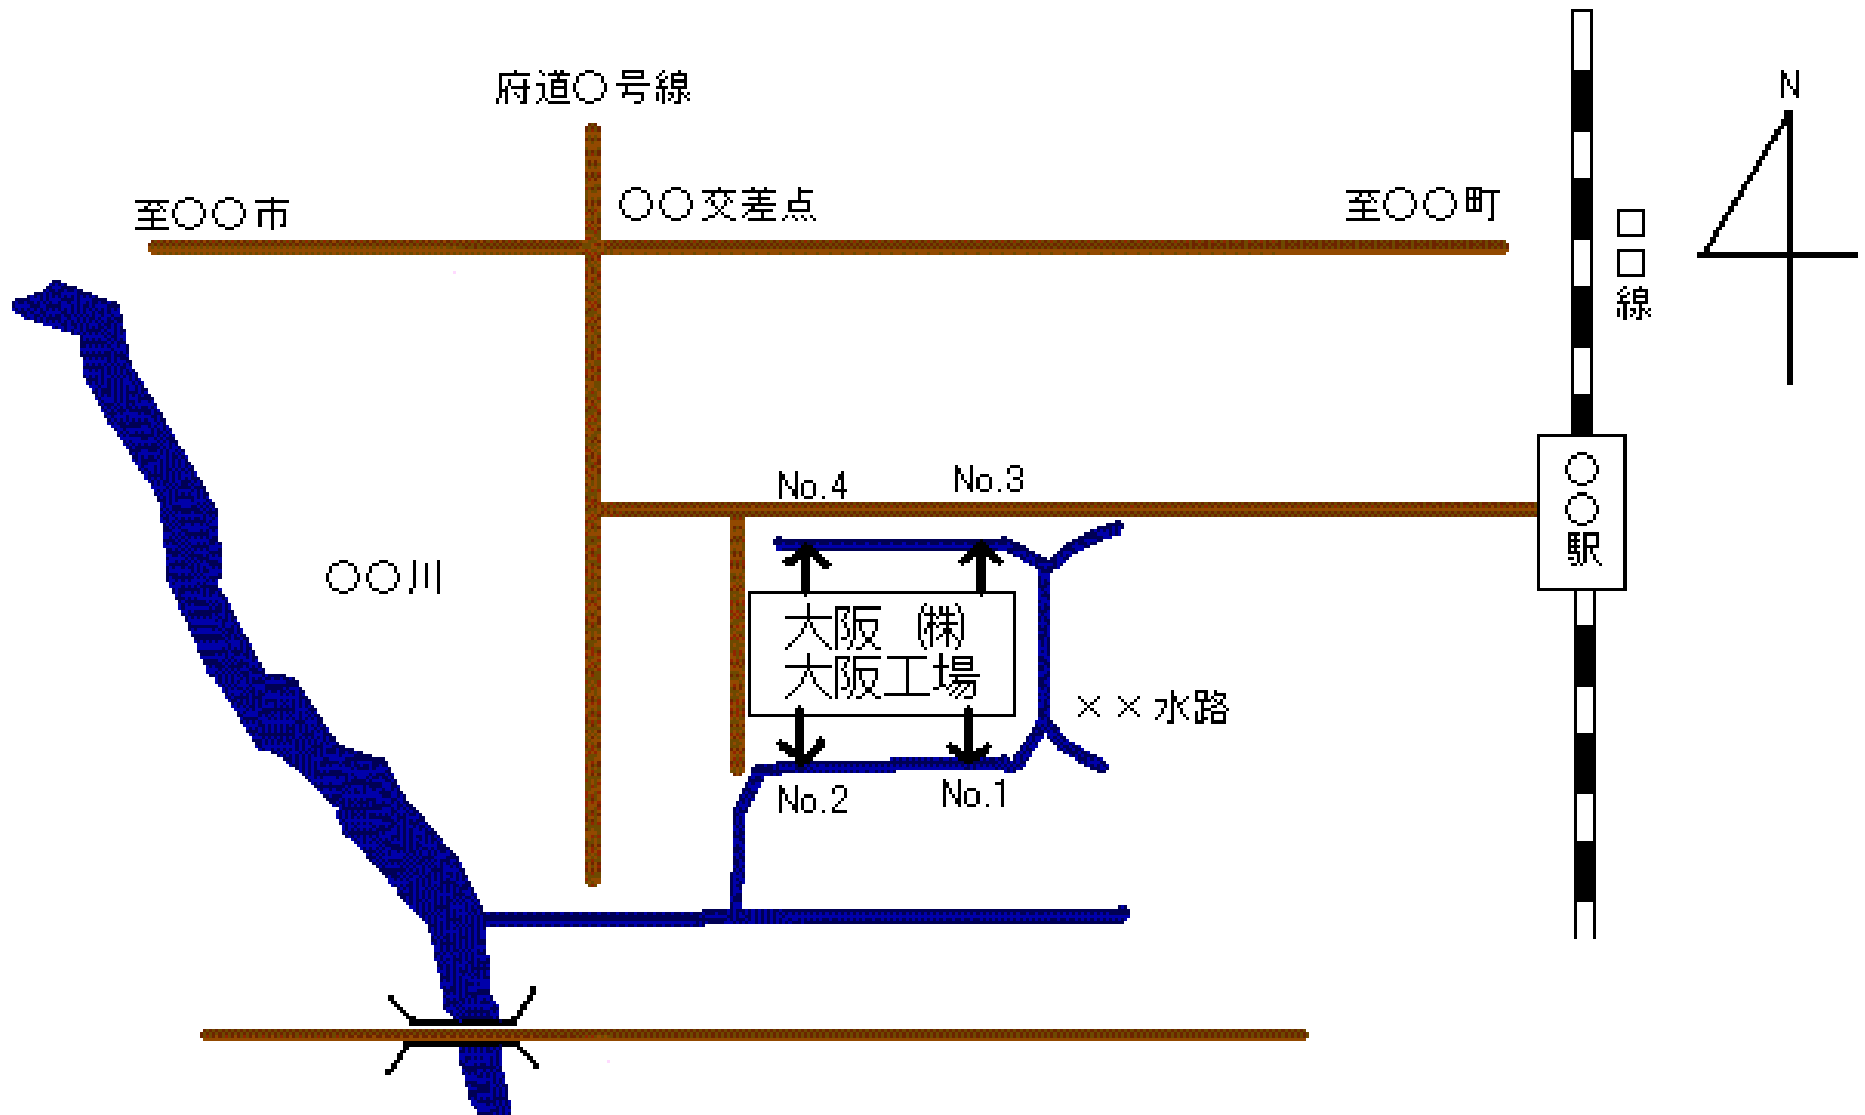 府道○号線
N
至○○市
○○交差点
至○○町
□□線
No.4
No.3
○○駅
○○川
大阪 ㈱
大阪工場
××水路
No.2
No.1